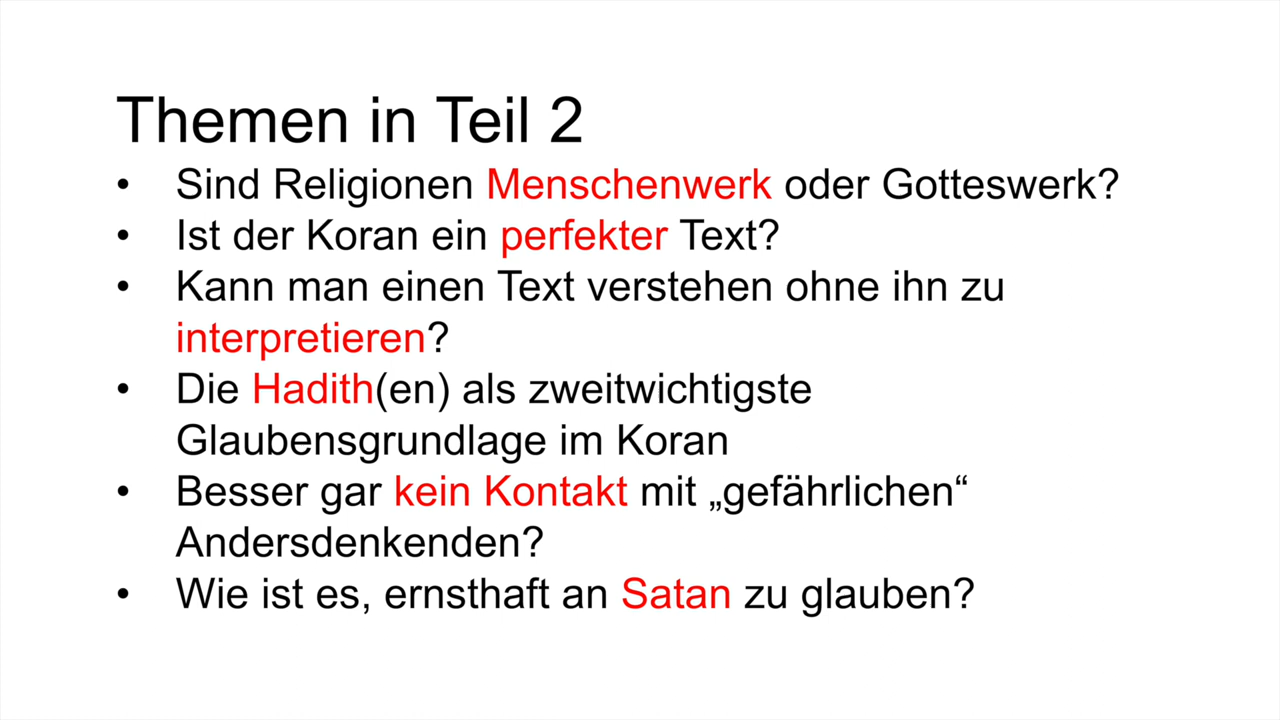 Themen in Teil 2
• Sind Religionen Menschenwerk oder Gotteswerk?
• Ist der Koran ein perfekter Text?
• Kann man einen Text verstehen ohne ihn zu
interpretieren?
• Die Hadith(en) als zweitwichtigste
Glaubensgrundlage im Koran
• Besser gar kein Kontakt mit „gefährlichen“
Andersdenkenden?
• Wie ist es, ernsthaft an Satan zu glauben?